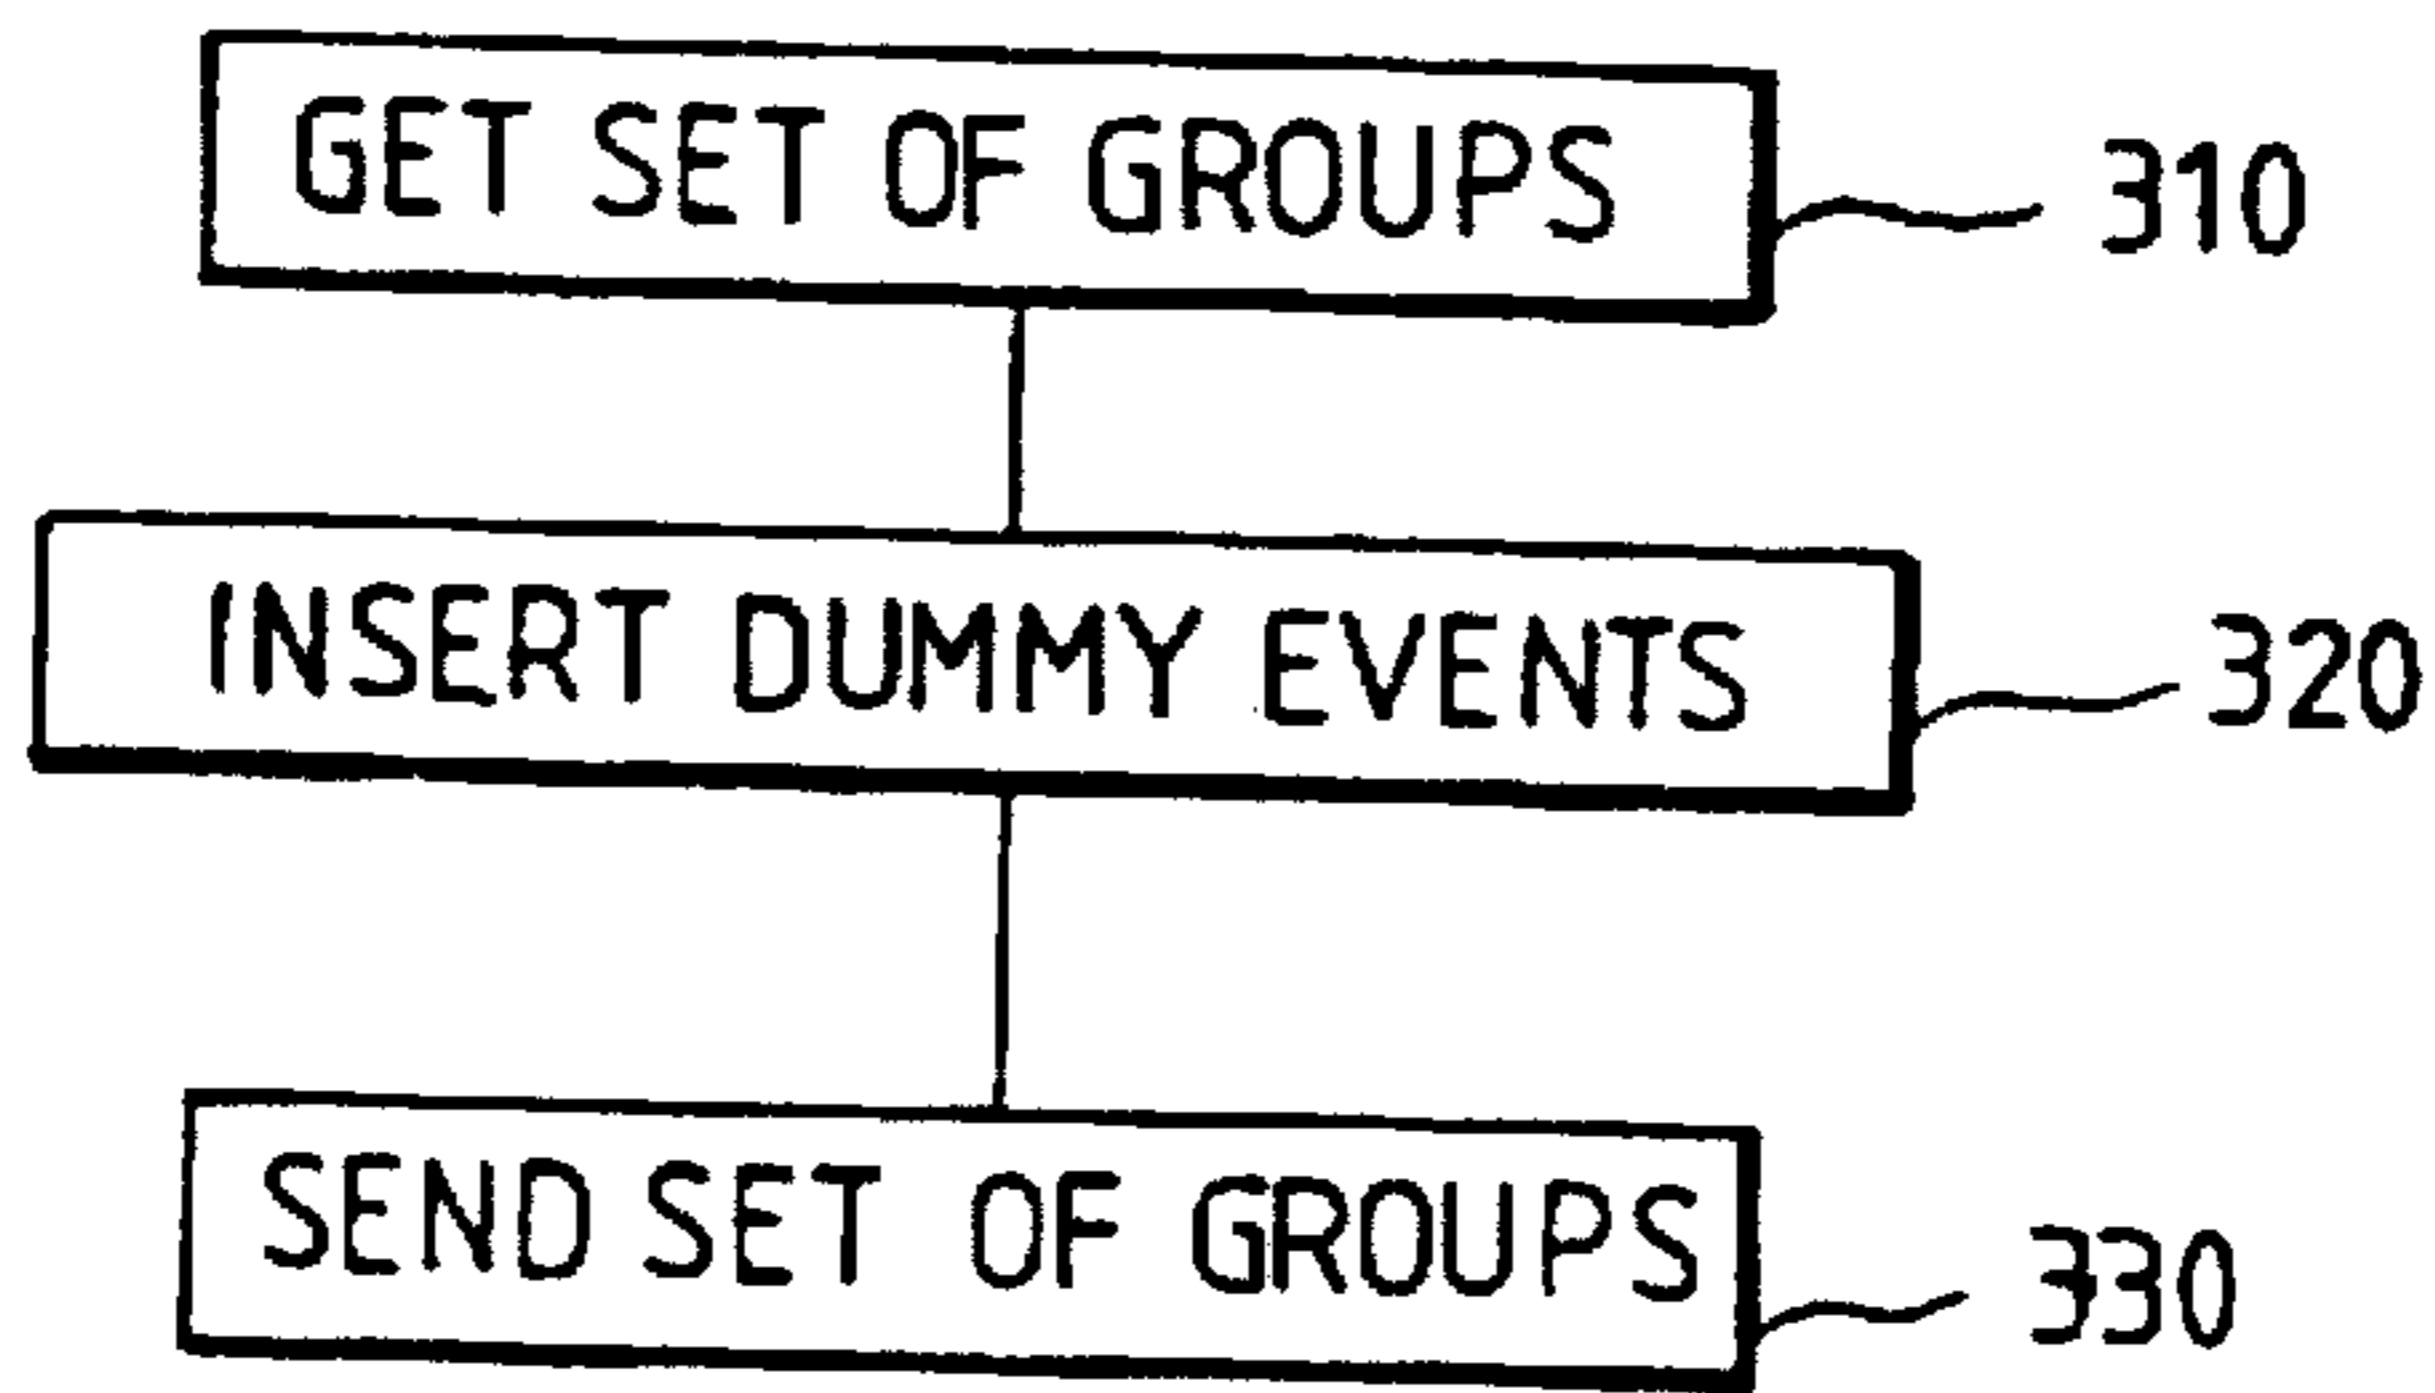 GET SET OF GROUPS
310
INSERT DUMMY EVENTS
320
SEND SET OF GROUPS
330